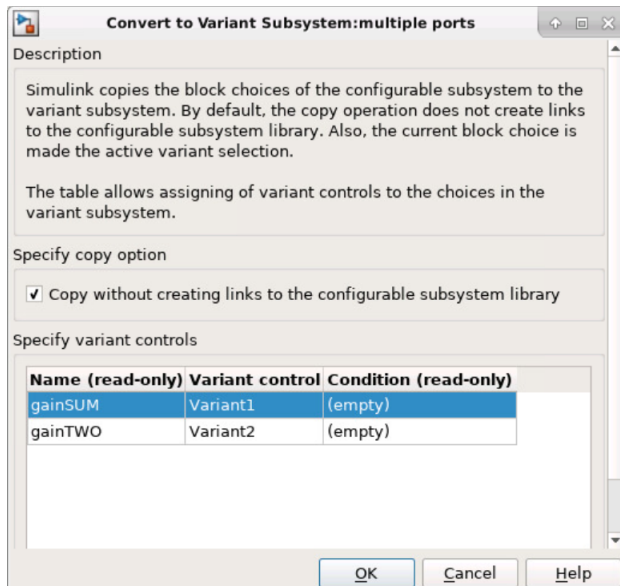 Convert to Variant Subsystem:multiple ports
Description
Simulink copies the block choices of the configurable subsystem to the
variant subsystem. By default, the copy operation does not create links
to the configurable subsystem library. Also, the current block choice is
made the active variant selection.
The table allows assigning of variant controls to the choices in the
variant subsystem.
Specify copy option
Copy without creating links to the configurable subsystem library
Specify variant controls
Name (read-only) Variant control Condition (read-only)
gainSUM Variant1 (empty)
gainTWO Variant2 (empty)
OK Cancel Help